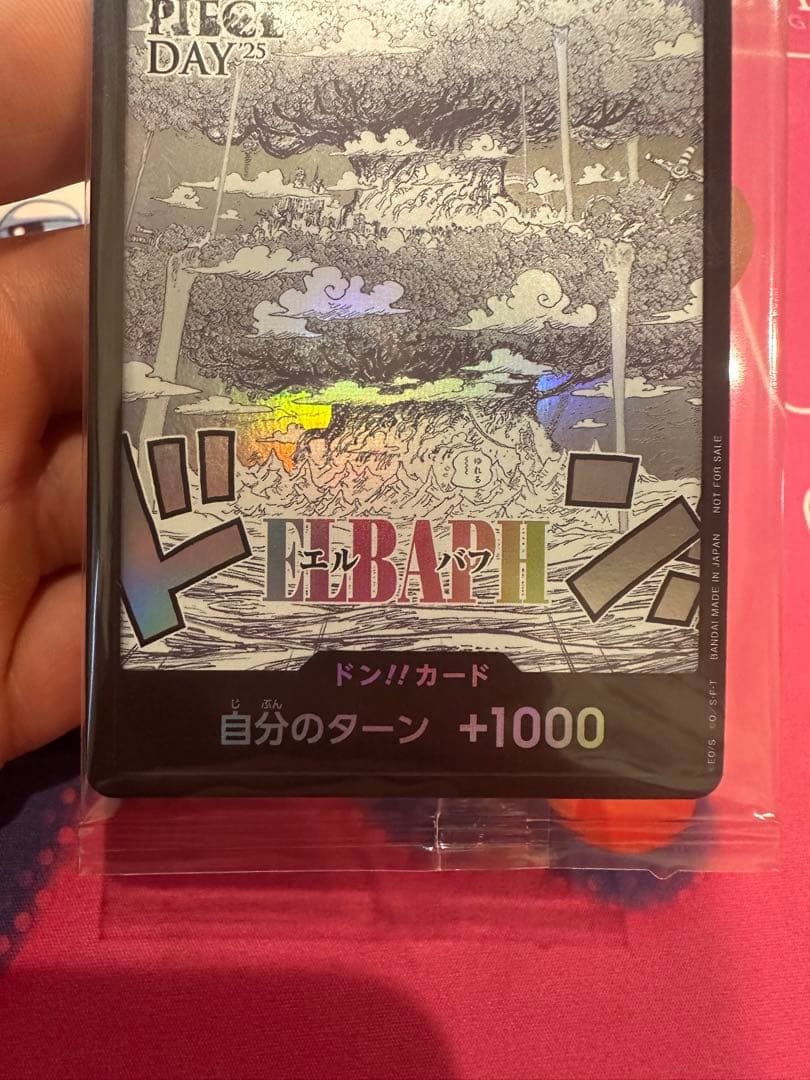 PIECE
DAY'25
ゆれる
ド
ン
ELBAPH
エル バフ
ドン!!カード
自分のターン +1000
じ ぶん
©EO/S ©O/S・F・T BANDAI MADE IN JAPAN NOT FOR SALE